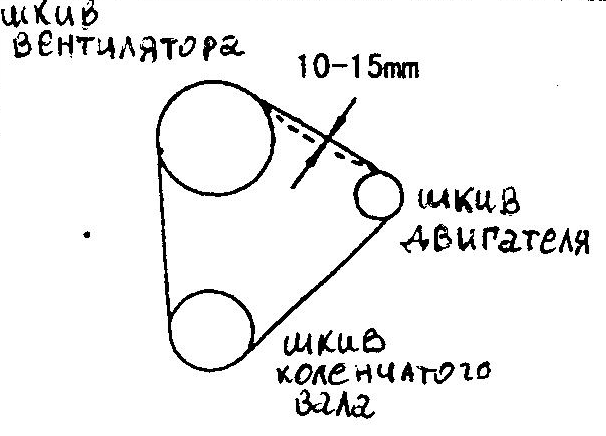 шкив
вентилятора
10-15mm
шкив
двигателя
шкив
коленчатого
вала